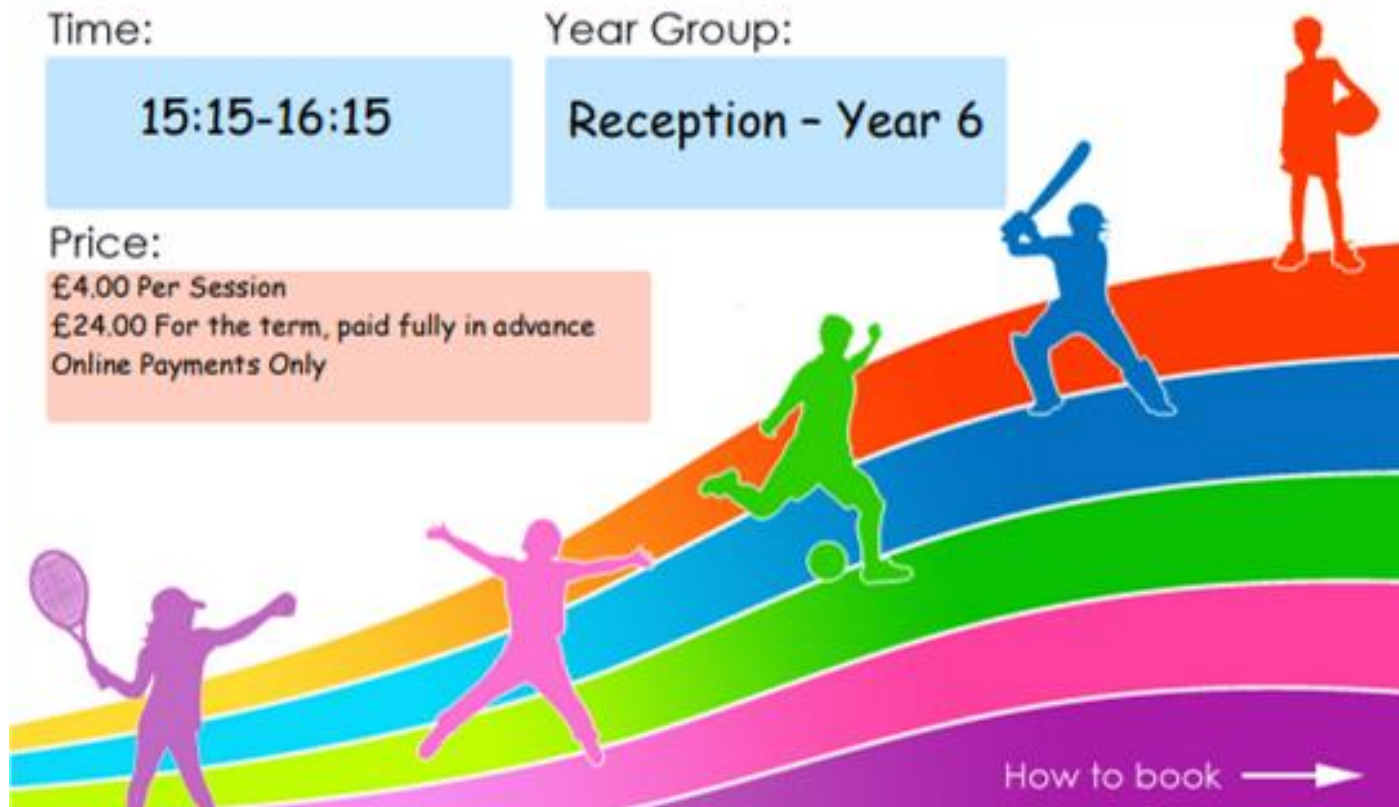 Time:
15:15-16:15
Year Group:
Reception – Year 6
Price:
£4.00 Per Session
£24.00 For the term, paid fully in advance
Online Payments Only
How to book